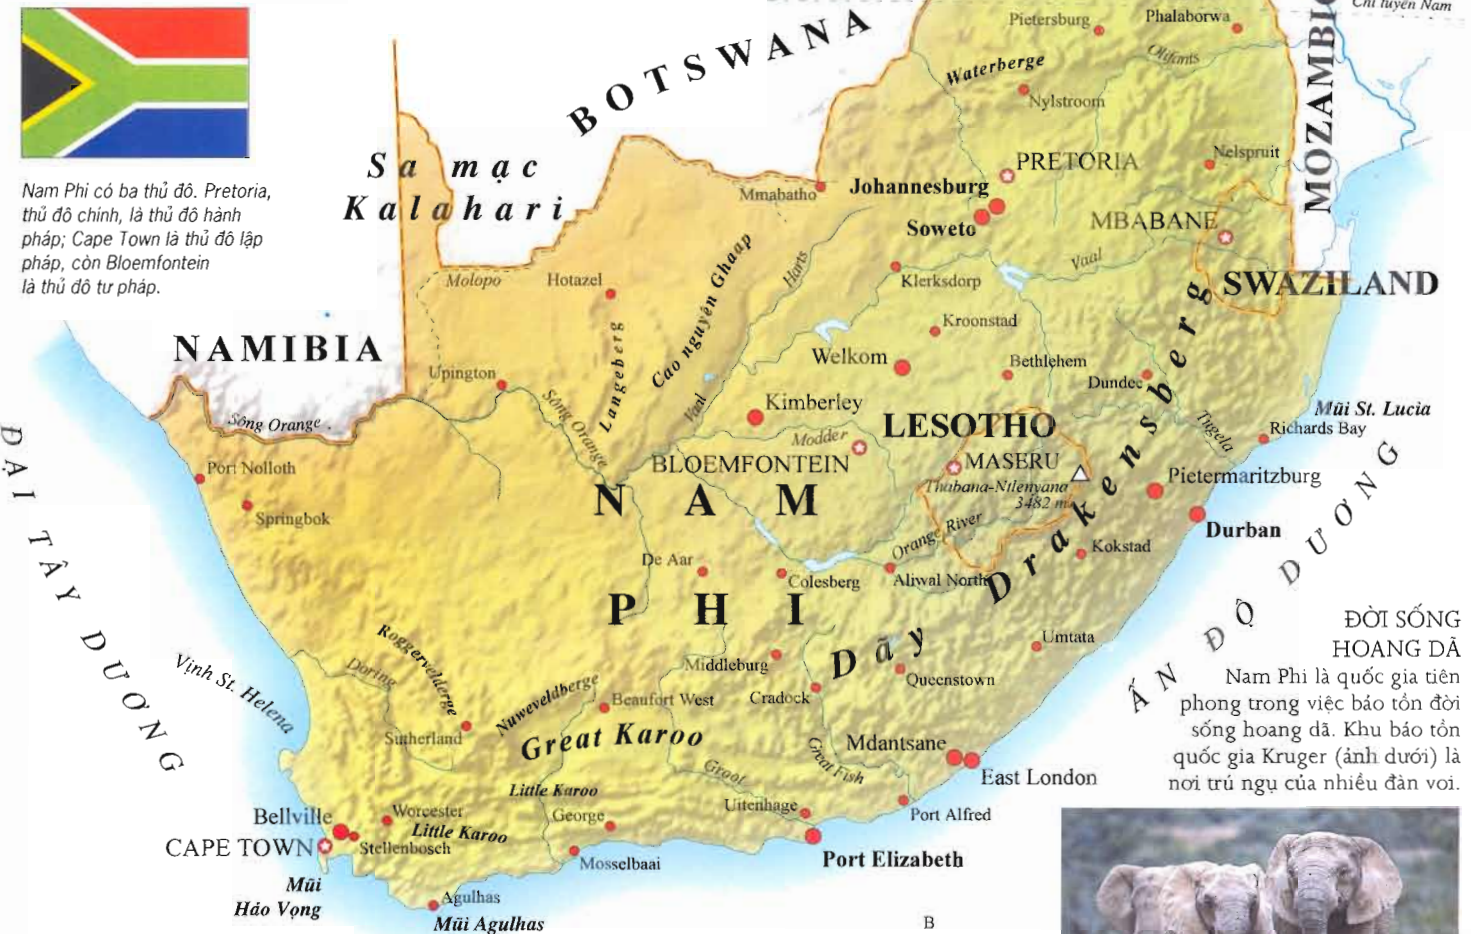 Chí tuyến Nam
Pietersburg
Phalaborwa
BOTSWANA
MOZAMBIQ
Waterberge
Olifants
Nylstroom
Sa mạc
Kalahari
PRETORIA
Nelspruit
Nam Phi có ba thủ đô. Pretoria,
thủ đô chính, là thủ đô hành
pháp; Cape Town là thủ đô lập
pháp, còn Bloemfontein
là thủ đô tư pháp.
Mmabatho
Johannesburg
Soweto
MBABANE
Molopo
Hotazel
Cao nguyên Ghaap
Harts
Klerksdorp
Vaal
SWAZILAND
NAMIBIA
Langeberg
Kroonstad
Welkom
Bethlehem
Upington
Dundee
Sông Orange
Sông Orange
Vaal
Kimberley
LESOTHO
Tugela
Mũi St. Lucia
Richards Bay
ĐẠI TÂY DƯƠNG
Modder
BLOEMFONTEIN
MASERU
Thabana-Ntlenyana
3482 m
Pietermaritzburg
Port Nolloth
Springbok
NAM
PHI
Durban
Orange River
De Aar
Colesberg
Aliwal North
Kokstad
Dãy Drakensberg
ẤN ĐỘ DƯƠNG
ĐỜI SỐNG
HOANG DÃ
Nam Phi là quốc gia tiên
phong trong việc bảo tồn đời
sống hoang dã. Khu bảo tồn
quốc gia Kruger (ảnh dưới) là
nơi trú ngụ của nhiều đàn voi.
Vịnh St. Helena
Roggeveldberge
Doring
Middleburg
Umtata
Queenstown
Nuweveldberge
Beaufort West
Cradock
Sutherland
Great Karoo
Mdantsane
East London
Great Fish
Groot
Little Karoo
Bellville
Worcester
Little Karoo
George
Uitenhage
Port Alfred
CAPE TOWN
Stellenbosch
Mosselbaai
Port Elizabeth
Mũi
Hảo Vọng
Agulhas
Mũi Agulhas
B